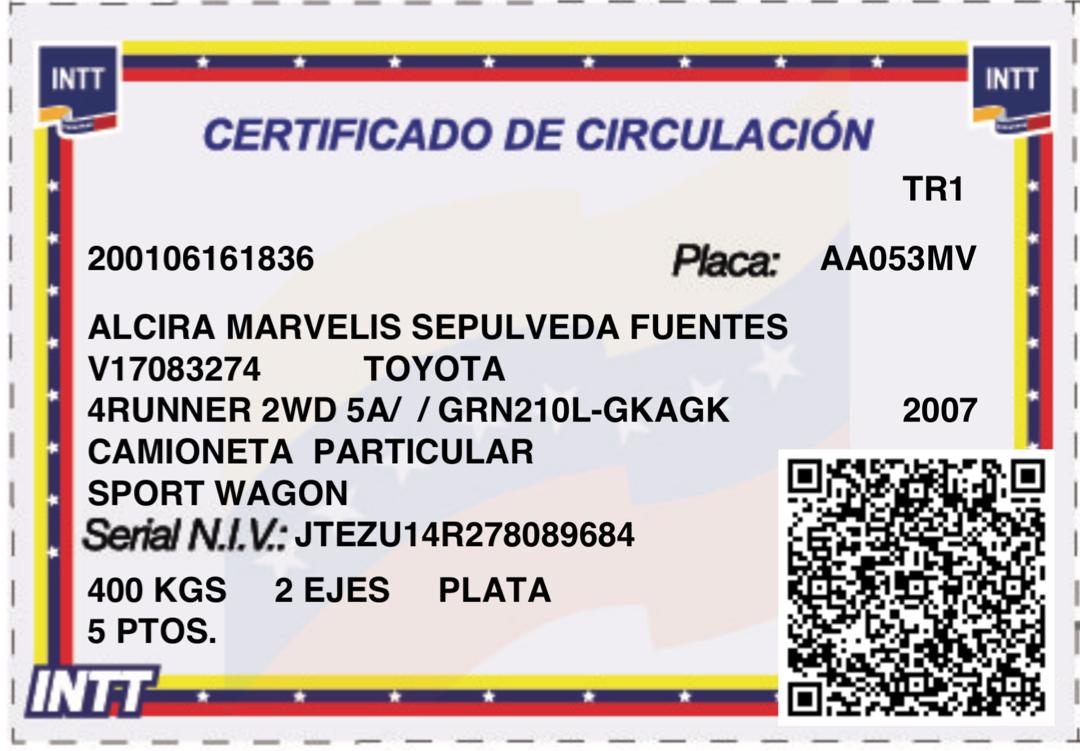 INTT INTT
CERTIFICADO DE CIRCULACIÓN
TR1
200106161836 Placa: AA053MV
ALCIRA MARVELIS SEPULVEDA FUENTES
V17083274 TOYOTA
4RUNNER 2WD 5A/ / GRN210L-GKAGK 2007
CAMIONETA PARTICULAR
SPORT WAGON
Serial N.I.V.: JTEZU14R278089684
400 KGS 2 EJES PLATA
5 PTOS.
INTT